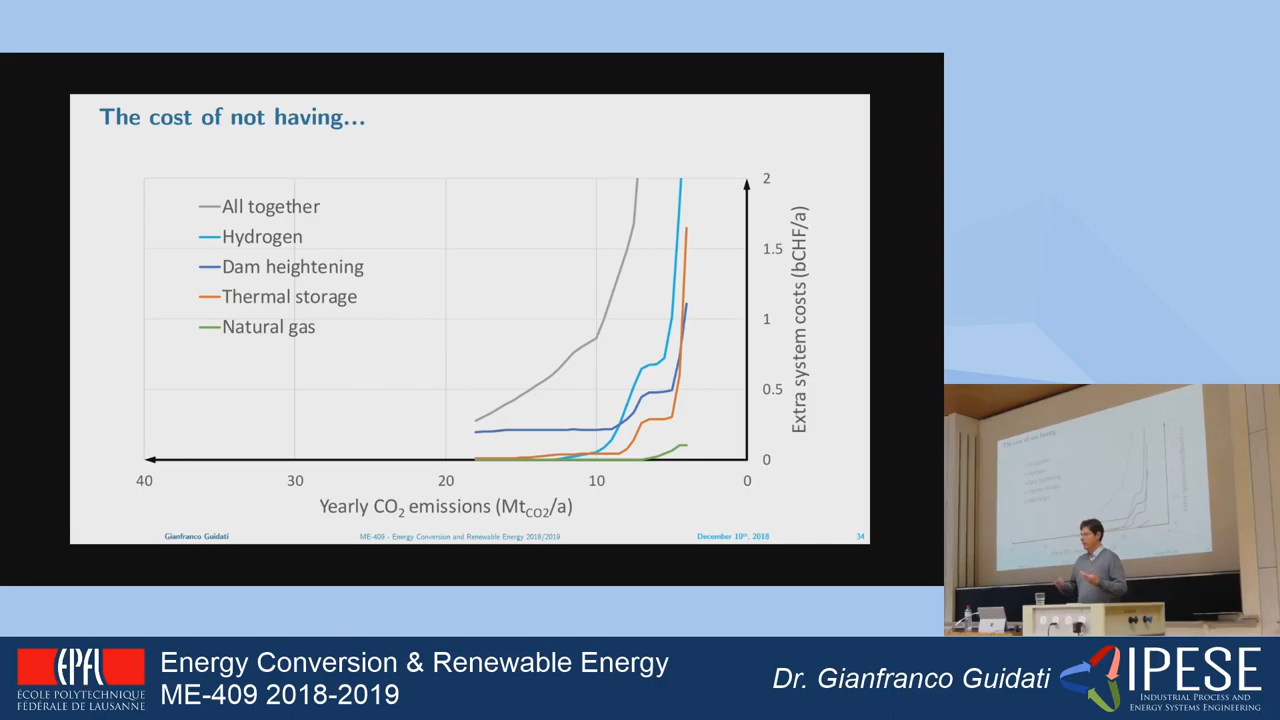 The cost of not having...
All together
Hydrogen
Dam heightening
Thermal storage
Natural gas
2
1.5
1
0.5
0
Extra system costs (bCHF/a)
40
30
20
10
0
Yearly CO2 emissions (MtCO2/a)
Gianfranco Guidati
ME-409 - Energy Conversion and Renewable Energy 2018/2019
December 10th, 2018
34
EPFL
ÉCOLE POLYTECHNIQUE
FÉDÉRALE DE LAUSANNE
Energy Conversion & Renewable Energy
ME-409 2018-2019
Dr. Gianfranco Guidati
IPESE
INDUSTRIAL PROCESS AND
ENERGY SYSTEMS ENGINEERING